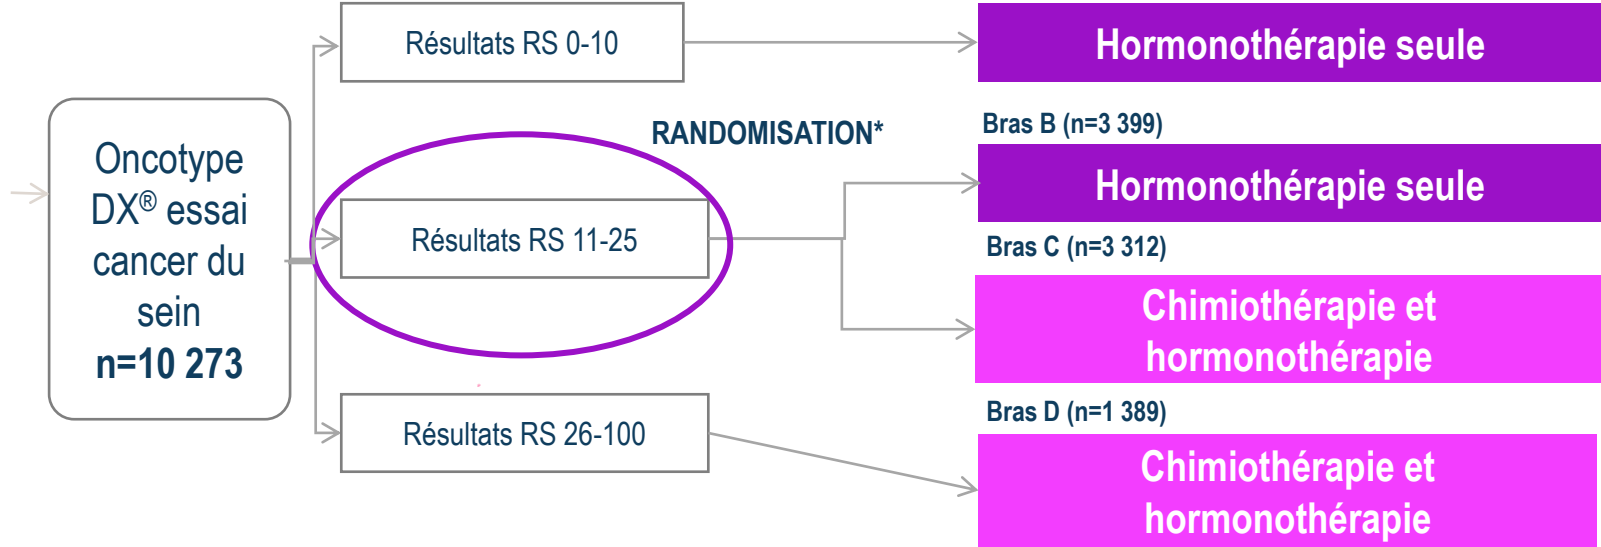 Oncotype
DX® essai
cancer du
sein
n=10 273
Résultats RS 0-10
Hormonothérapie seule
RANDOMISATION*
Résultats RS 11-25
Bras B (n=3 399)
Hormonothérapie seule
Bras C (n=3 312)
Chimiothérapie et
hormonothérapie
Résultats RS 26-100
Bras D (n=1 389)
Chimiothérapie et
hormonothérapie